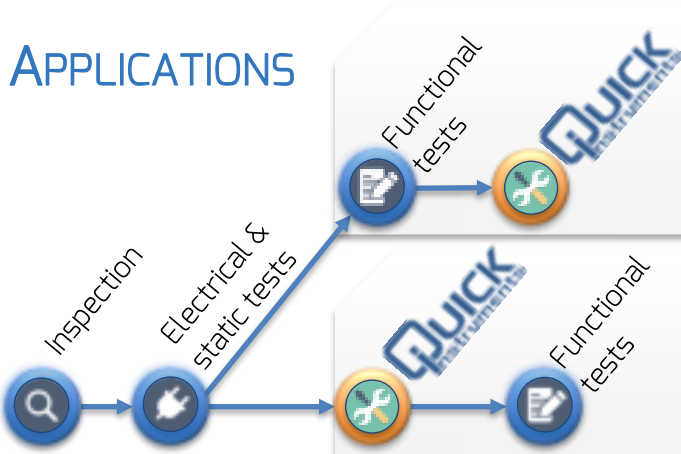 APPLICATIONS
Functional
tests
QUICK
instruments
Inspection
Electrical &
static tests
QUICK
instruments
Functional
tests